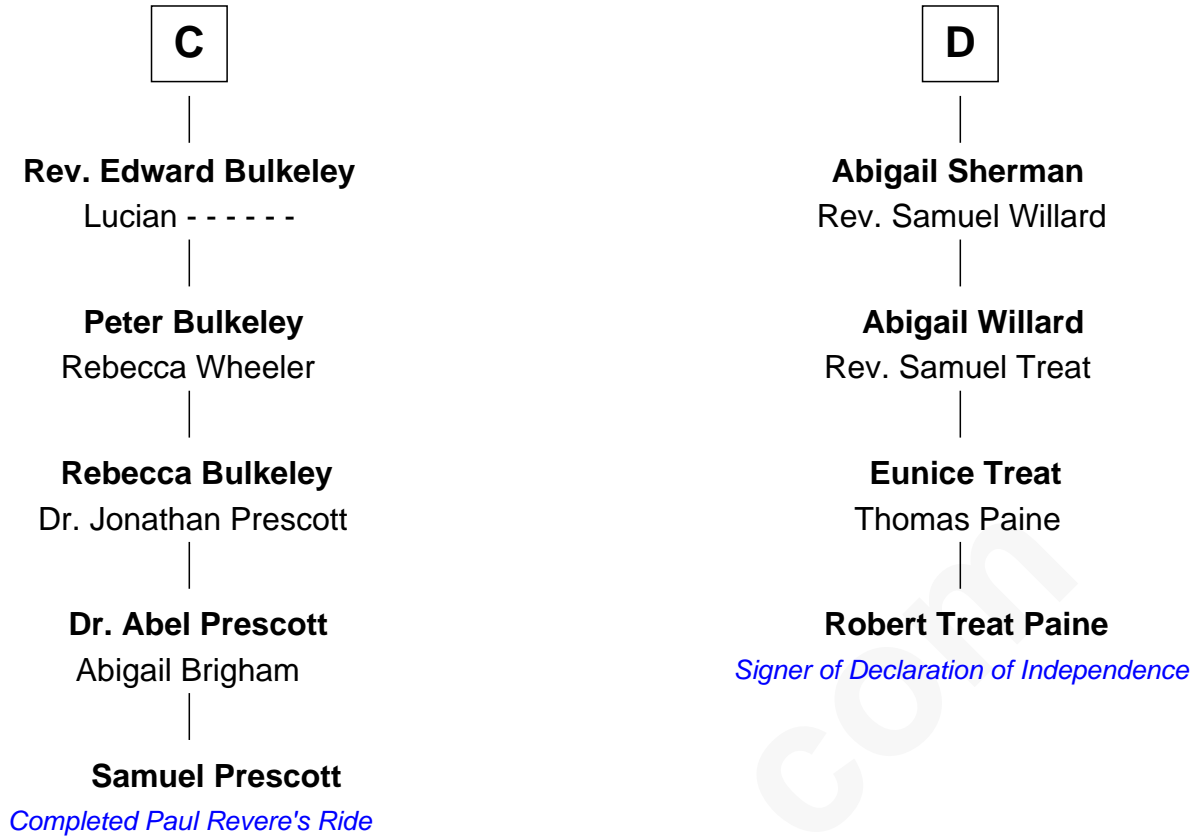 C
Rev. Edward Bulkeley
Lucian - - - - - -
Peter Bulkeley
Rebecca Wheeler
Rebecca Bulkeley
Dr. Jonathan Prescott
Dr. Abel Prescott
Abigail Brigham
Samuel Prescott
Completed Paul Revere's Ride
D
Abigail Sherman
Rev. Samuel Willard
Abigail Willard
Rev. Samuel Treat
Eunice Treat
Thomas Paine
Robert Treat Paine
Signer of Declaration of Independence
com